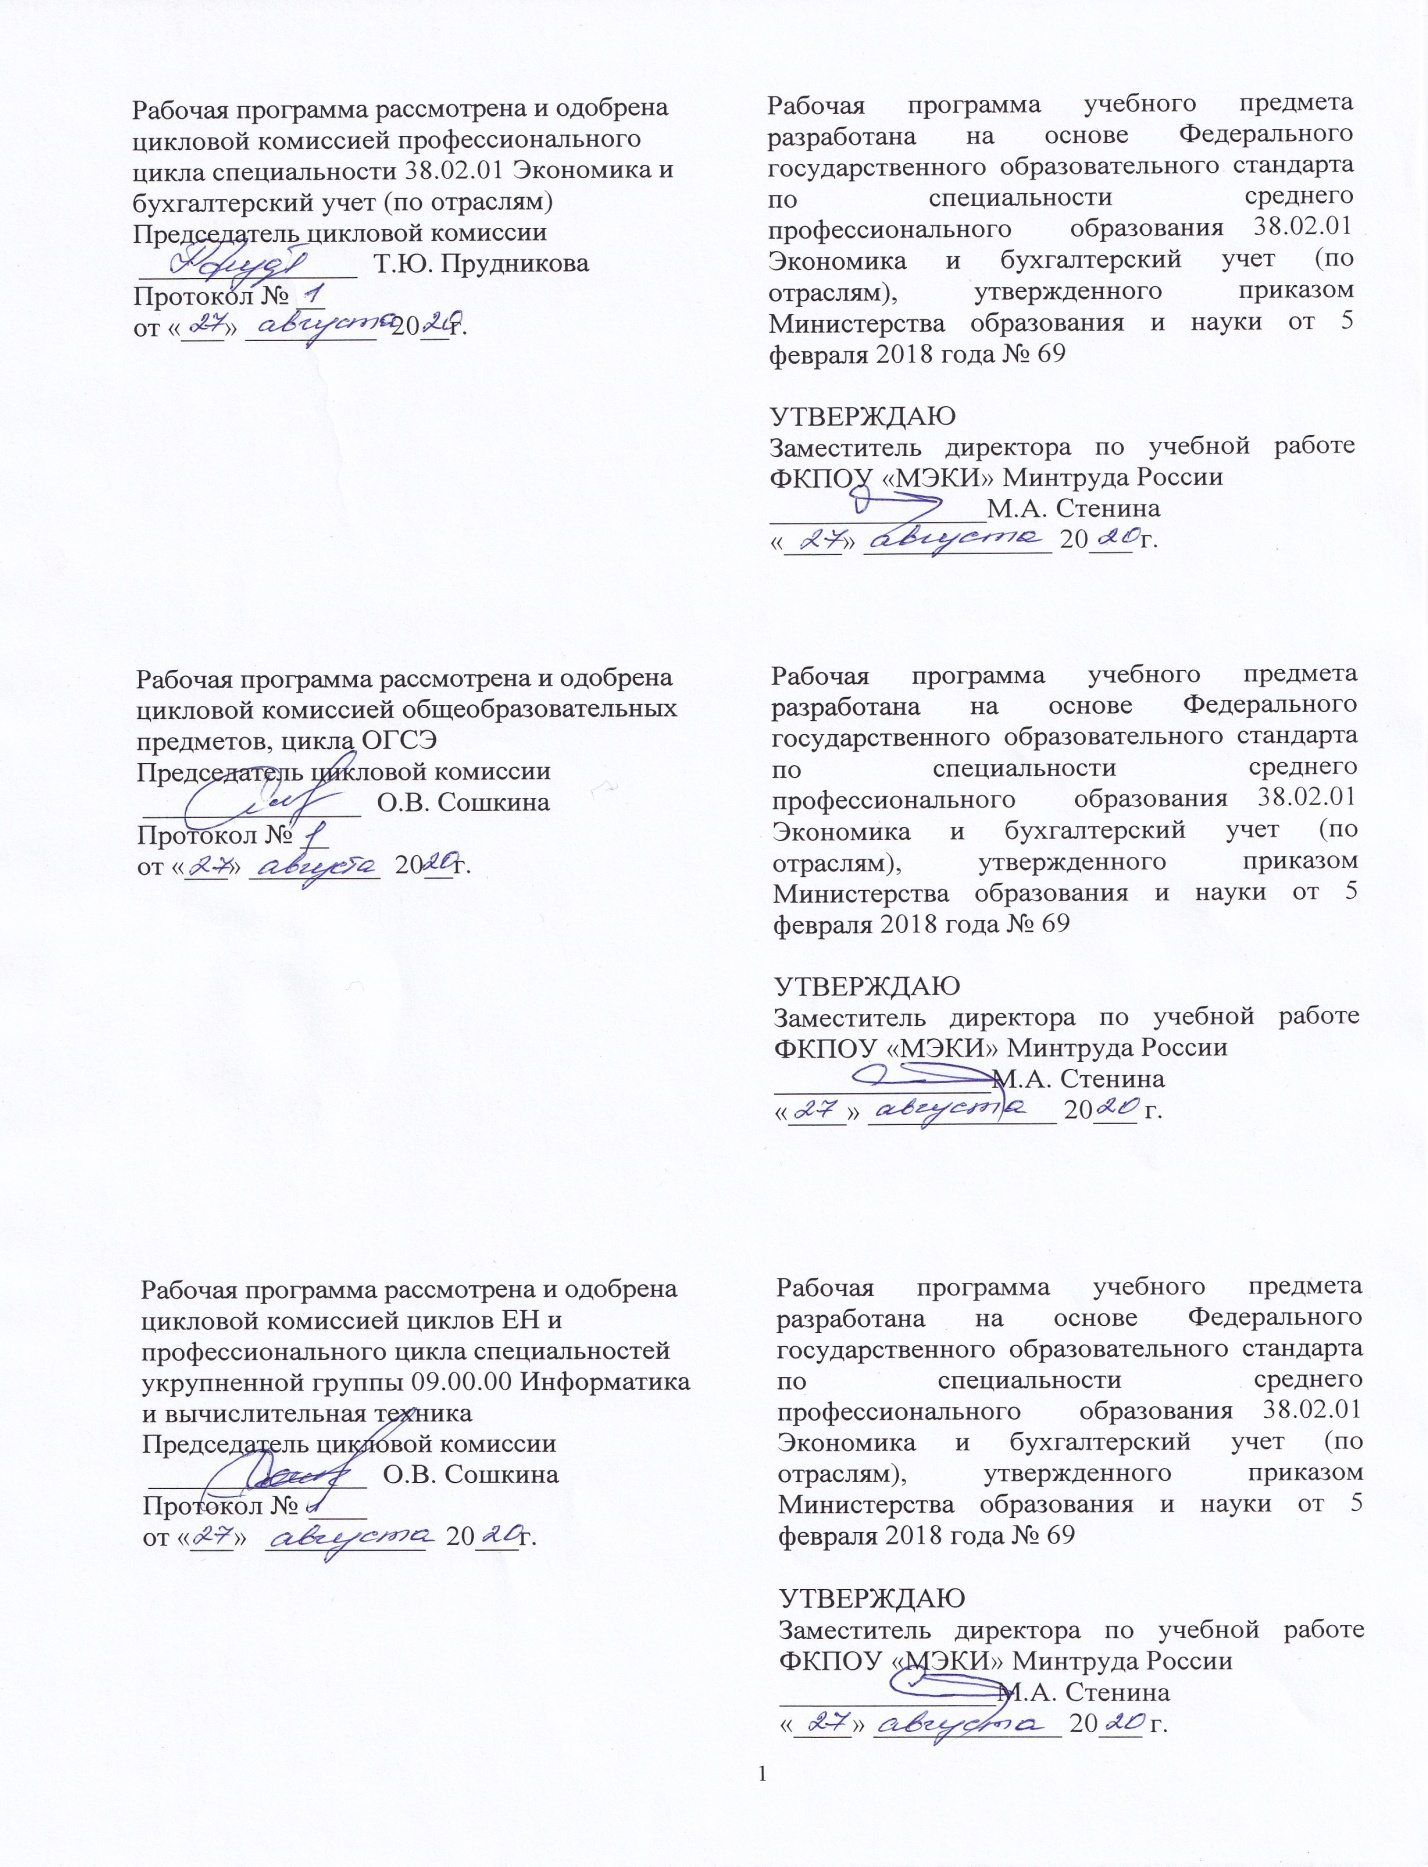 Рабочая программа рассмотрена и одобрена
цикловой комиссией профессионального
цикла специальности 38.02.01 Экономика и
бухгалтерский учет (по отраслям)
Председатель цикловой комиссии
_______________ Т.Ю. Прудникова
Протокол № 1
от «27» августа 2020г.
Рабочая программа учебного предмета
разработана на основе Федерального
государственного образовательного стандарта
по специальности среднего
профессионального образования 38.02.01
Экономика и бухгалтерский учет (по
отраслям), утвержденного приказом
Министерства образования и науки от 5
февраля 2018 года № 69
УТВЕРЖДАЮ
Заместитель директора по учебной работе
ФКПОУ «МЭКИ» Минтруда России
_______________М.А. Стенина
«27» августа 2020 г.
Рабочая программа рассмотрена и одобрена
цикловой комиссией общеобразовательных
предметов, цикла ОГСЭ
Председатель цикловой комиссии
_______________ О.В. Сошкина
Протокол № 1
от «27» августа 2020г.
Рабочая программа учебного предмета
разработана на основе Федерального
государственного образовательного стандарта
по специальности среднего
профессионального образования 38.02.01
Экономика и бухгалтерский учет (по
отраслям), утвержденного приказом
Министерства образования и науки от 5
февраля 2018 года № 69
УТВЕРЖДАЮ
Заместитель директора по учебной работе
ФКПОУ «МЭКИ» Минтруда России
_______________М.А. Стенина
«27» августа 2020 г.
Рабочая программа рассмотрена и одобрена
цикловой комиссией циклов ЕН и
профессионального цикла специальностей
укрупненной группы 09.00.00 Информатика
и вычислительная техника
Председатель цикловой комиссии
_______________ О.В. Сошкина
Протокол № 1
от «27» августа 2020г.
Рабочая программа учебного предмета
разработана на основе Федерального
государственного образовательного стандарта
по специальности среднего
профессионального образования 38.02.01
Экономика и бухгалтерский учет (по
отраслям), утвержденного приказом
Министерства образования и науки от 5
февраля 2018 года № 69
УТВЕРЖДАЮ
Заместитель директора по учебной работе
ФКПОУ «МЭКИ» Минтруда России
_______________М.А. Стенина
«27» августа 2020 г.
1